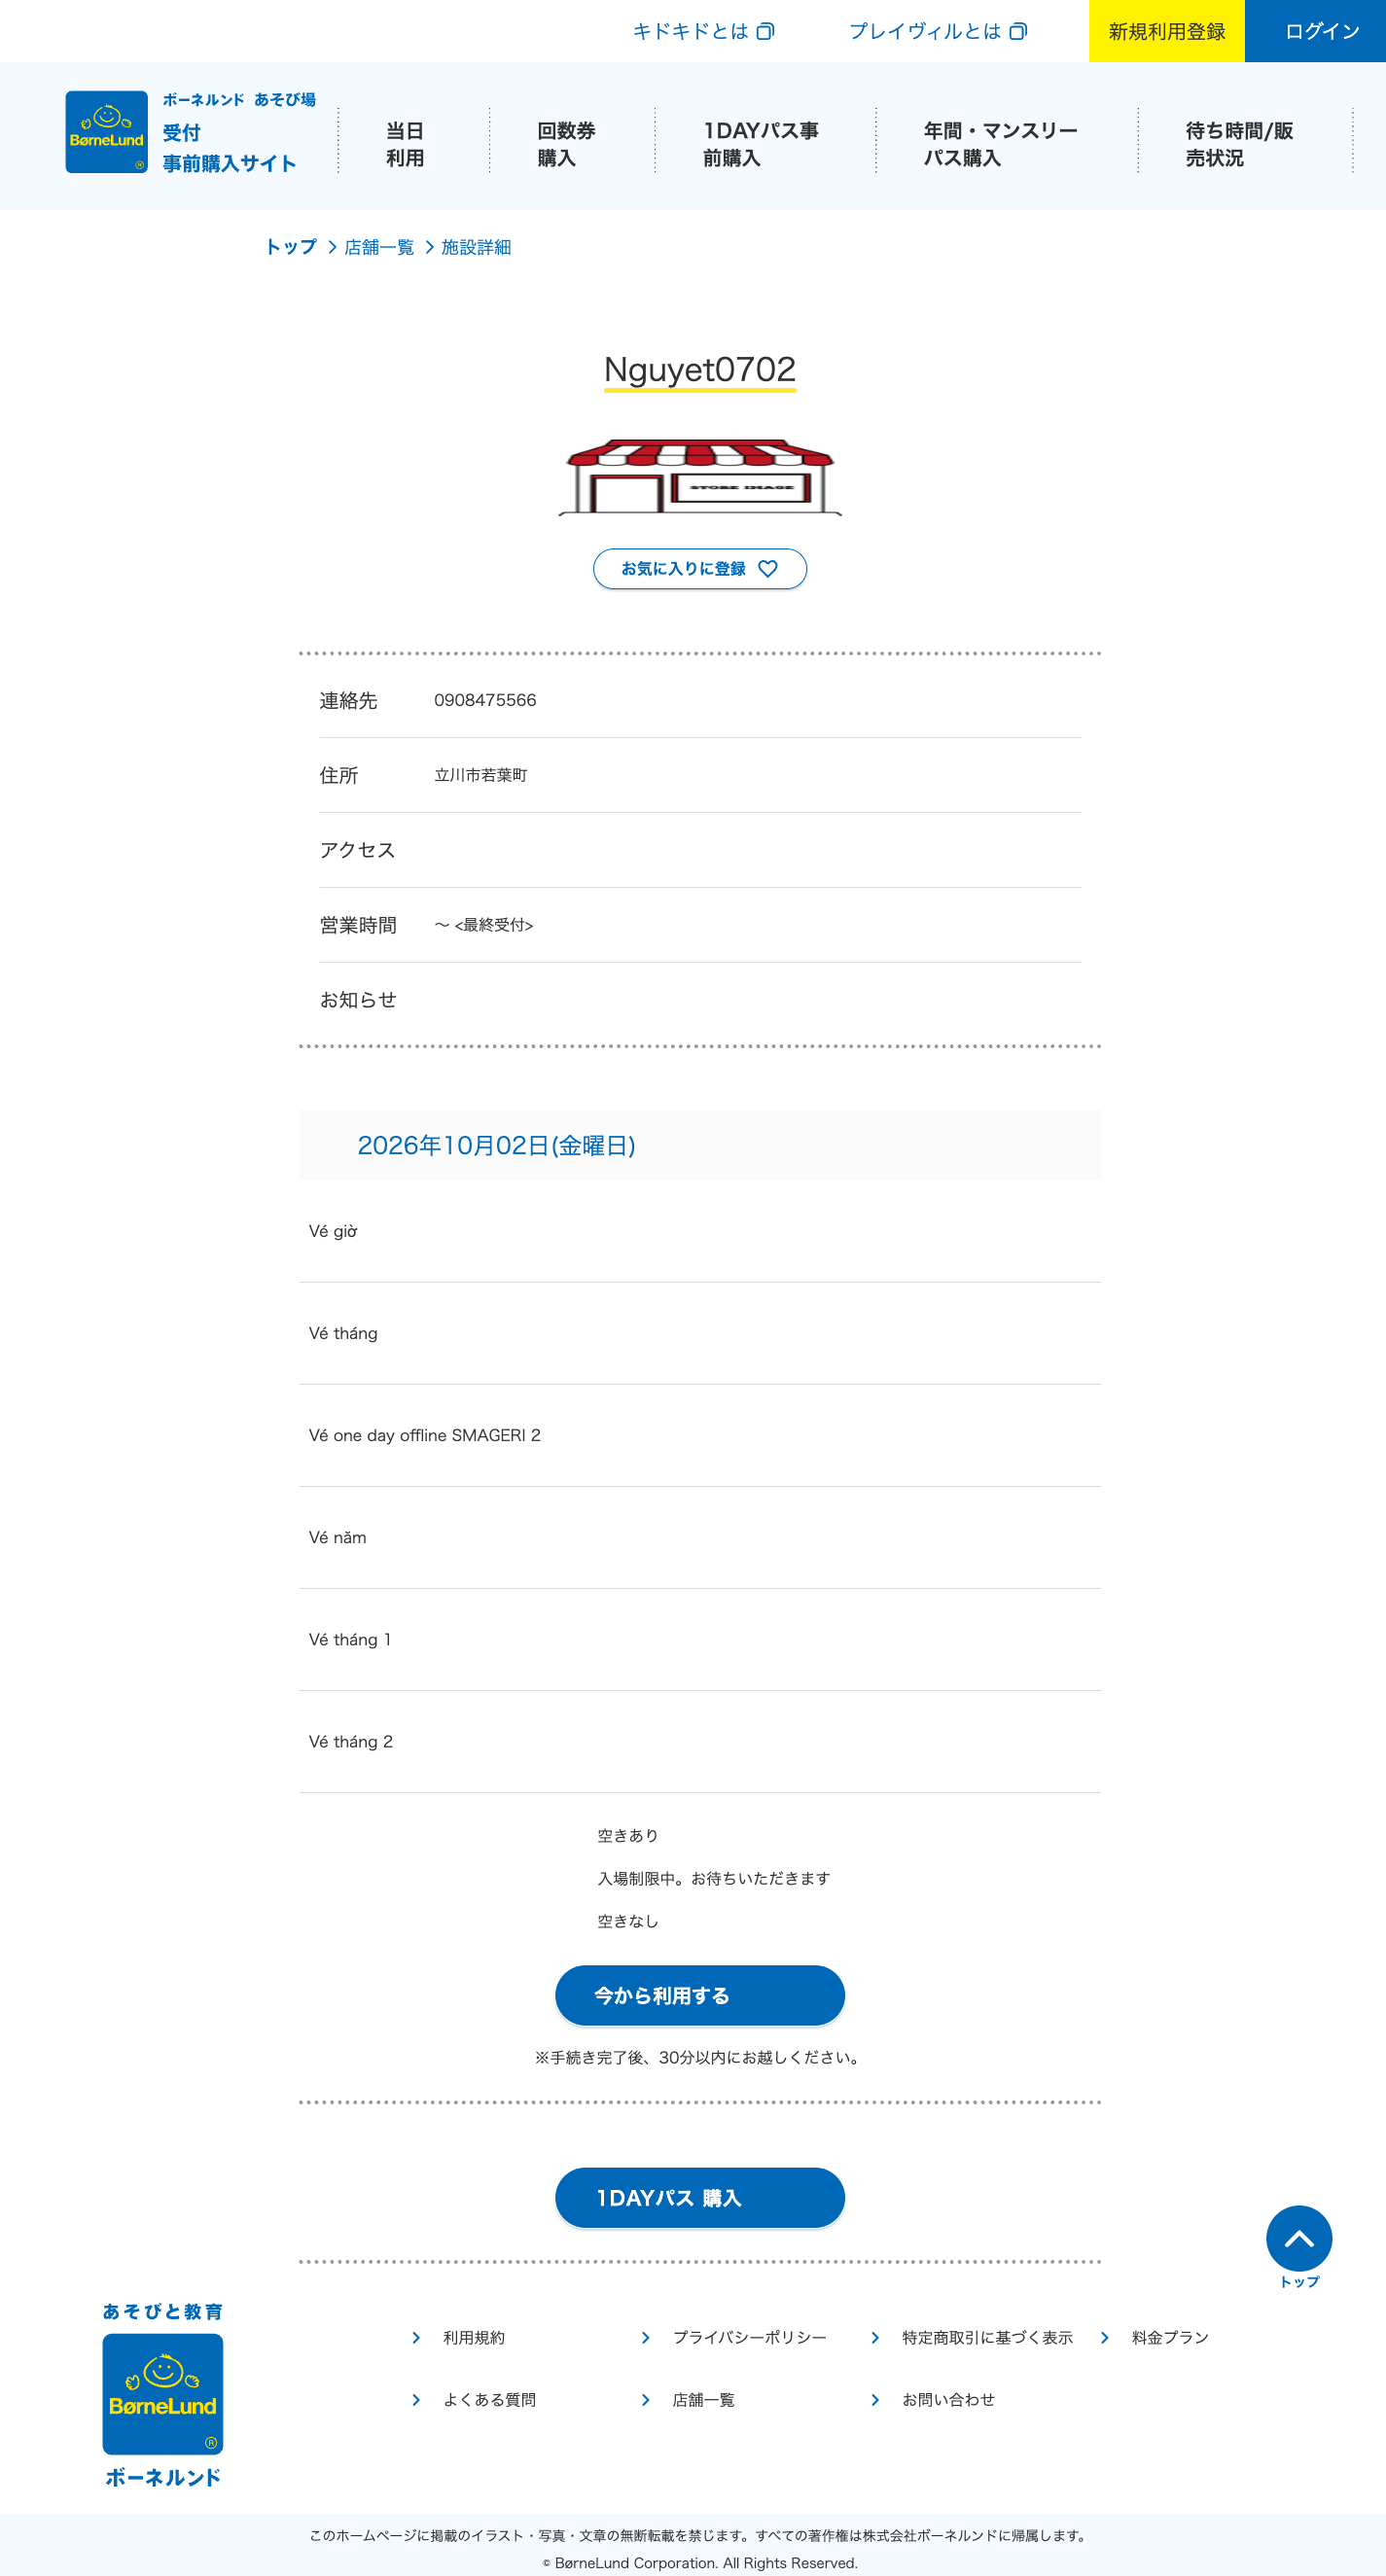 キドキドとは
プレイヴィルとは
新規利用登録
ログイン
BørneLund
®
ボーネルンド あそび場
受付
事前購入サイト
当日
利用
回数券
購入
1DAYパス事
前購入
年間・マンスリー
パス購入
待ち時間/販
売状況
トップ
店舗一覧
施設詳細
Nguyet0702
STORE IMAGE
お気に入りに登録
連絡先 0908475566
住所 立川市若葉町
アクセス
営業時間 〜 <最終受付>
お知らせ
2026年10月02日(金曜日)
Vé giờ
Vé tháng
Vé one day offline SMAGERI 2
Vé năm
Vé tháng 1
Vé tháng 2
空きあり
入場制限中。お待ちいただきます
空きなし
今から利用する
※手続き完了後、30分以内にお越しください。
1DAYパス 購入
トップ
あそびと教育
BørneLund
®
ボーネルンド
利用規約
プライバシーポリシー
特定商取引に基づく表示
料金プラン
よくある質問
店舗一覧
お問い合わせ
このホームページに掲載のイラスト・写真・文章の無断転載を禁じます。すべての著作権は株式会社ボーネルンドに帰属します。
© BørneLund Corporation. All Rights Reserved.